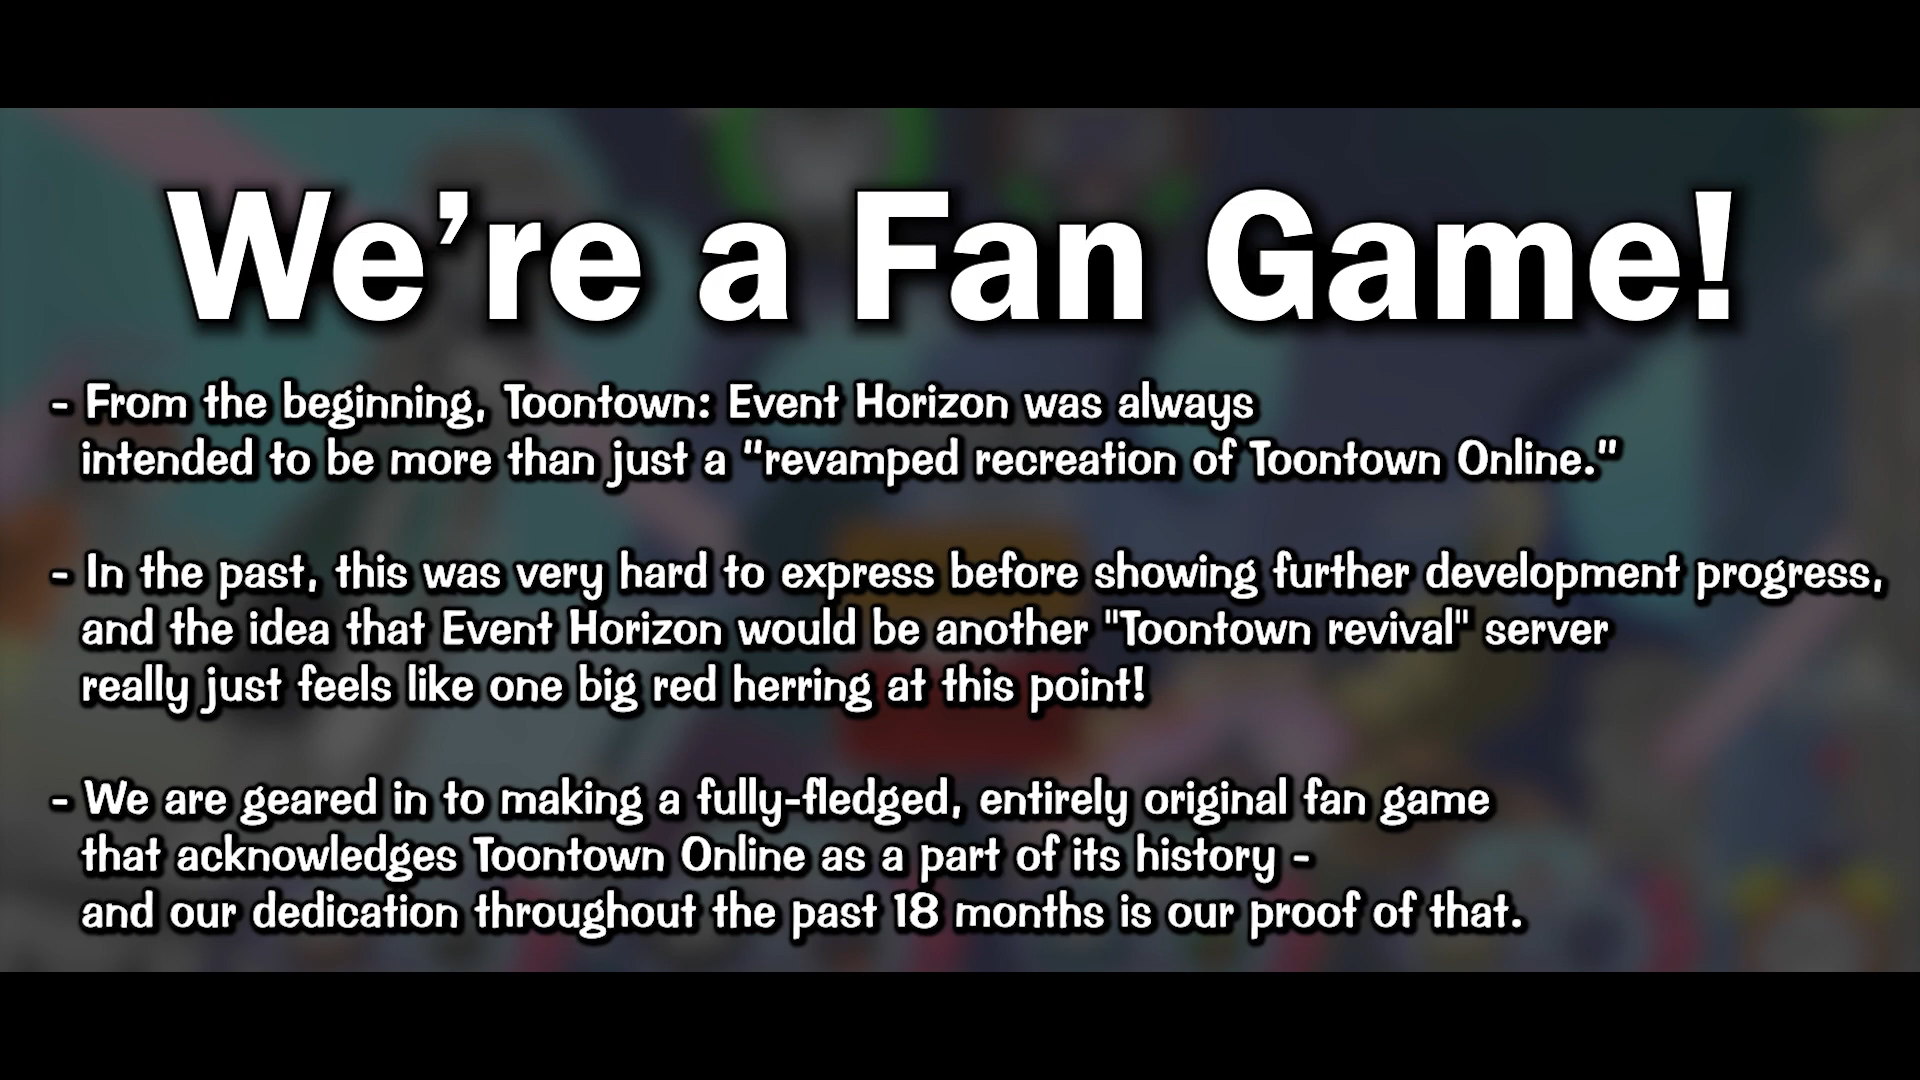 We’re a Fan Game!
- From the beginning, Toontown: Event Horizon was always
intended to be more than just a "revamped recreation of Toontown Online."
- In the past, this was very hard to express before showing further development progress,
and the idea that Event Horizon would be another "Toontown revival" server
really just feels like one big red herring at this point!
- We are geared in to making a fully-fledged, entirely original fan game
that acknowledges Toontown Online as a part of its history -
and our dedication throughout the past 18 months is our proof of that.